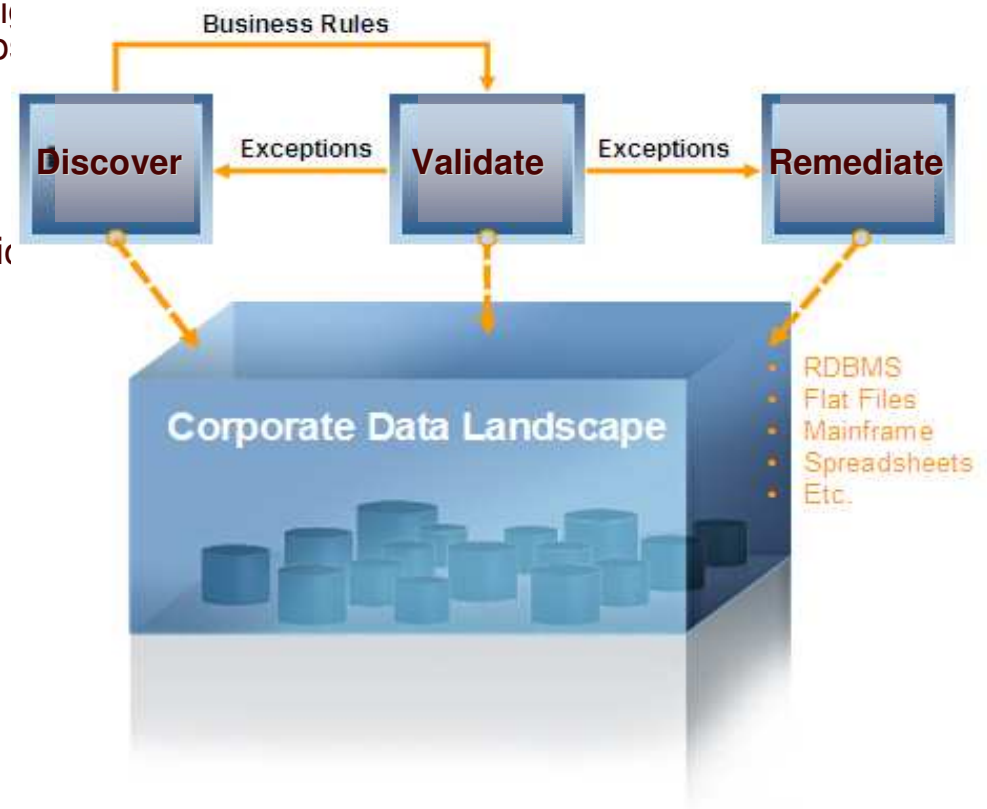 Business Rules
Discover
Exceptions
Validate
Exceptions
Remediate
Corporate Data Landscape
• RDBMS
• Flat Files
• Mainframe
• Spreadsheets
• Etc.